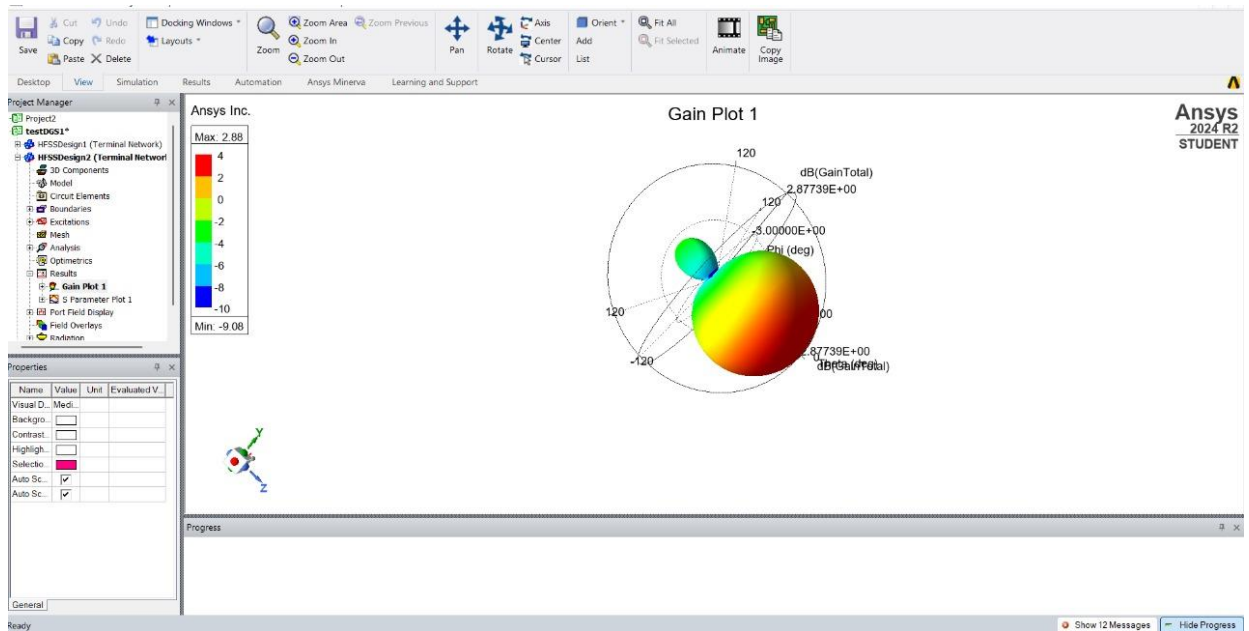 Save
Cut
Copy
Paste
Undo
Redo
Delete
Docking Windows
Layouts
Zoom
Zoom Area
Zoom Previous
Zoom In
Zoom Out
Pan
Rotate
Axis
Center
Cursor
Orient
Add
List
Fit All
Fit Selected
Animate
Copy Image
Desktop View Simulation Results Automation Ansys Minerva Learning and Support
Project Manager
Project2
testDGS1*
HFSSDesign1 (Terminal Network)
HFSSDesign2 (Terminal Networ
3D Components
Model
Circuit Elements
Boundaries
Excitations
Mesh
Analysis
Optimetrics
Results
Gain Plot 1
S Parameter Plot 1
Port Field Display
Field Overlays
Radiation
Properties
Name Value Unit Evaluated V...
Visual D... Medi...
Backgro...
Contrast...
Highligh...
Selectio...
Auto Sc...
Auto Sc...
General
Ansys Inc.
Max: 2.88
4
2
0
-2
-4
-6
-8
-10
Min: -9.08
Gain Plot 1
Ansys
2024 R2
STUDENT
120
dB(GainTotal)
2.87739E+00
120
-3.00000E+00
Phi (deg)
120
00
-120
2.87739E+00
0
Y
Z
Progress
Ready
Show 12 Messages
Hide Progress